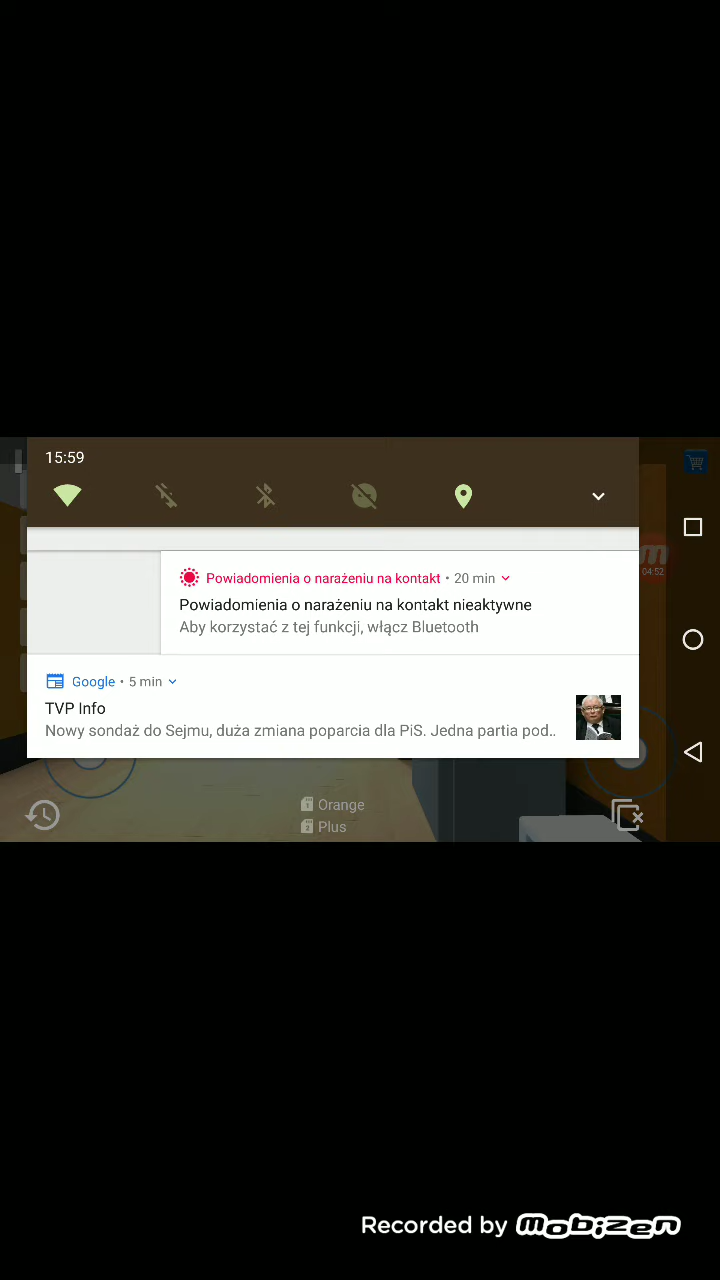 15:59
Powiadomienia o narażeniu na kontakt • 20 min
Powiadomienia o narażeniu na kontakt nieaktywne
Aby korzystać z tej funkcji, włącz Bluetooth
04:52
Google • 5 min
TVP Info
Nowy sondaż do Sejmu, duża zmiana poparcia dla PiS. Jedna partia pod..
Orange
Plus
Recorded by mobizen